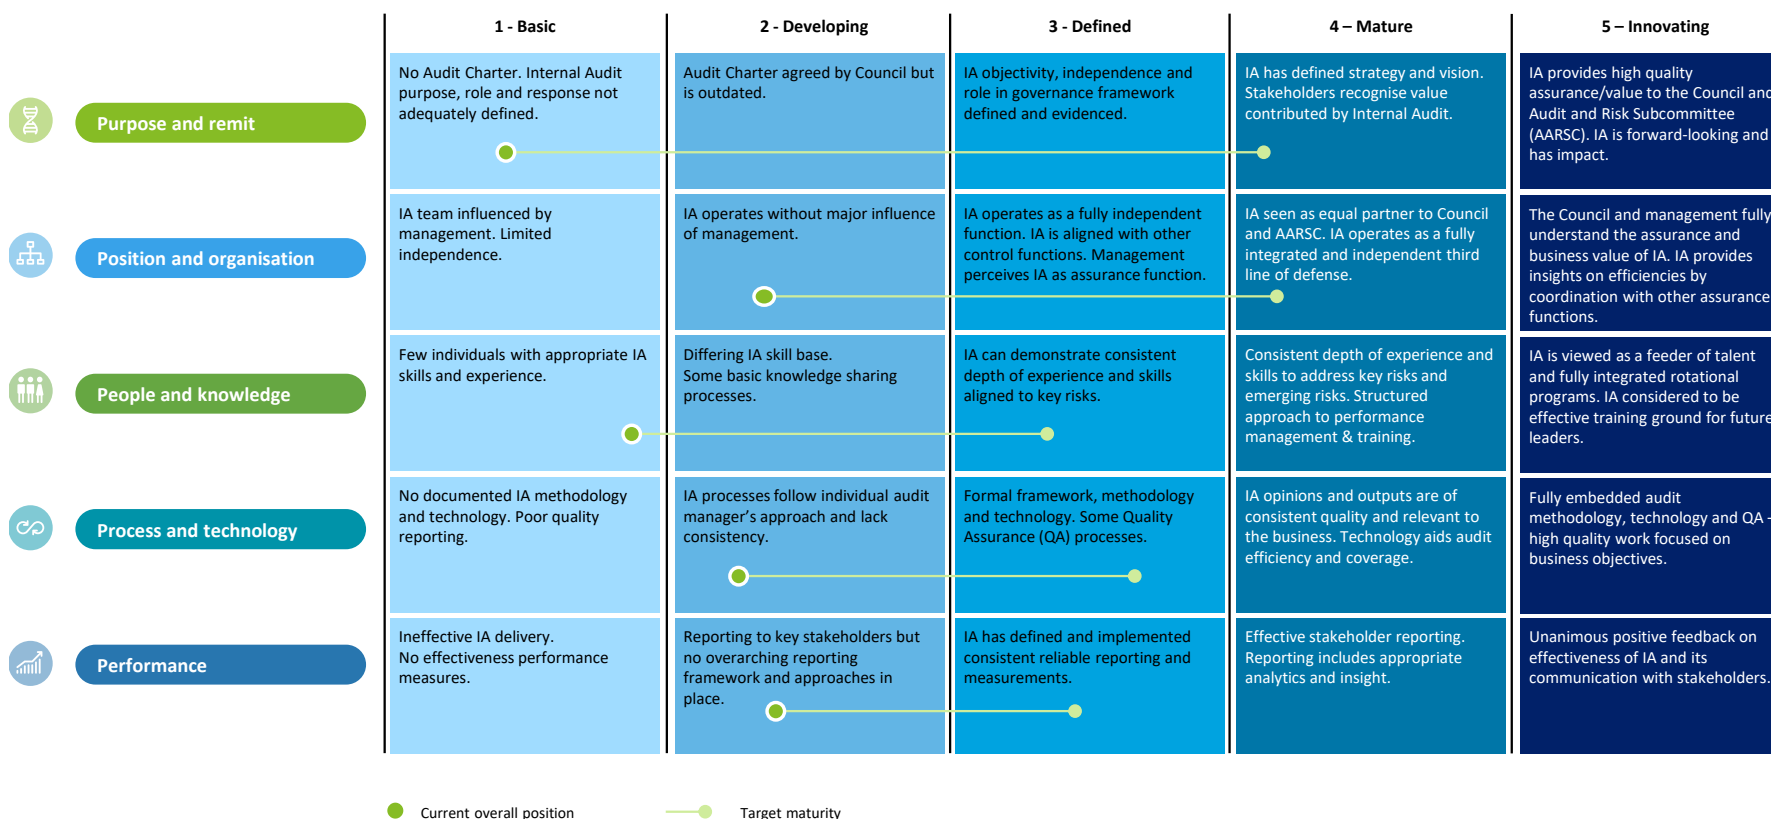 1 - Basic
2 - Developing
3 - Defined
4 – Mature
5 – Innovating
Purpose and remit
No Audit Charter. Internal Audit
purpose, role and response not
adequately defined.
Audit Charter agreed by Council but
is outdated.
IA objectivity, independence and
role in governance framework
defined and evidenced.
IA has defined strategy and vision.
Stakeholders recognise value
contributed by Internal Audit.
IA provides high quality
assurance/value to the Council and
Audit and Risk Subcommittee
(AARSC). IA is forward-looking and
has impact.
Position and organisation
IA team influenced by
management. Limited
independence.
IA operates without major influence
of management.
IA operates as a fully independent
function. IA is aligned with other
control functions. Management
perceives IA as assurance function.
IA seen as equal partner to Council
and AARSC. IA operates as a fully
integrated and independent third
line of defense.
The Council and management fully
understand the assurance and
business value of IA. IA provides
insights on efficiencies by
coordination with other assurance
functions.
People and knowledge
Few individuals with appropriate IA
skills and experience.
Differing IA skill base.
Some basic knowledge sharing
processes.
IA can demonstrate consistent
depth of experience and skills
aligned to key risks.
Consistent depth of experience and
skills to address key risks and
emerging risks. Structured
approach to performance
management & training.
IA is viewed as a feeder of talent
and fully integrated rotational
programs. IA considered to be
effective training ground for future
leaders.
Process and technology
No documented IA methodology
and technology. Poor quality
reporting.
IA processes follow individual audit
manager’s approach and lack
consistency.
Formal framework, methodology
and technology. Some Quality
Assurance (QA) processes.
IA opinions and outputs are of
consistent quality and relevant to
the business. Technology aids audit
efficiency and coverage.
Fully embedded audit
methodology, technology and QA -
high quality work focused on
business objectives.
Performance
Ineffective IA delivery.
No effectiveness performance
measures.
Reporting to key stakeholders but
no overarching reporting
framework and approaches in
place.
IA has defined and implemented
consistent reliable reporting and
measurements.
Effective stakeholder reporting.
Reporting includes appropriate
analytics and insight.
Unanimous positive feedback on
effectiveness of IA and its
communication with stakeholders.
Current overall position
Target maturity